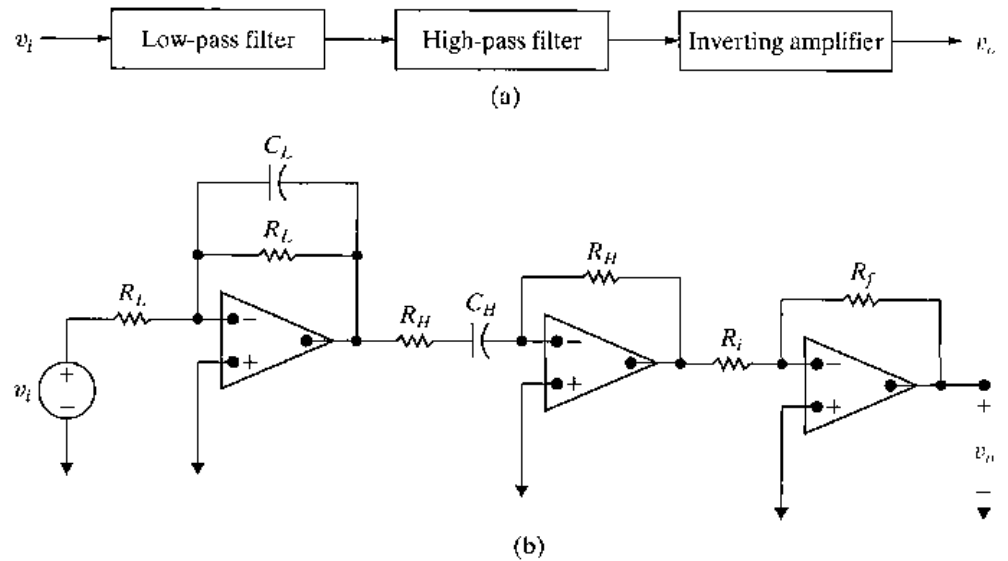 v_i Low-pass filter High-pass filter Inverting amplifier v_o
(a)
C_L
R_L
R_H
R_f
R_L
R_H
C_H
R_i
− +
− +
− +
v_i + −
+ v_o −
(b)